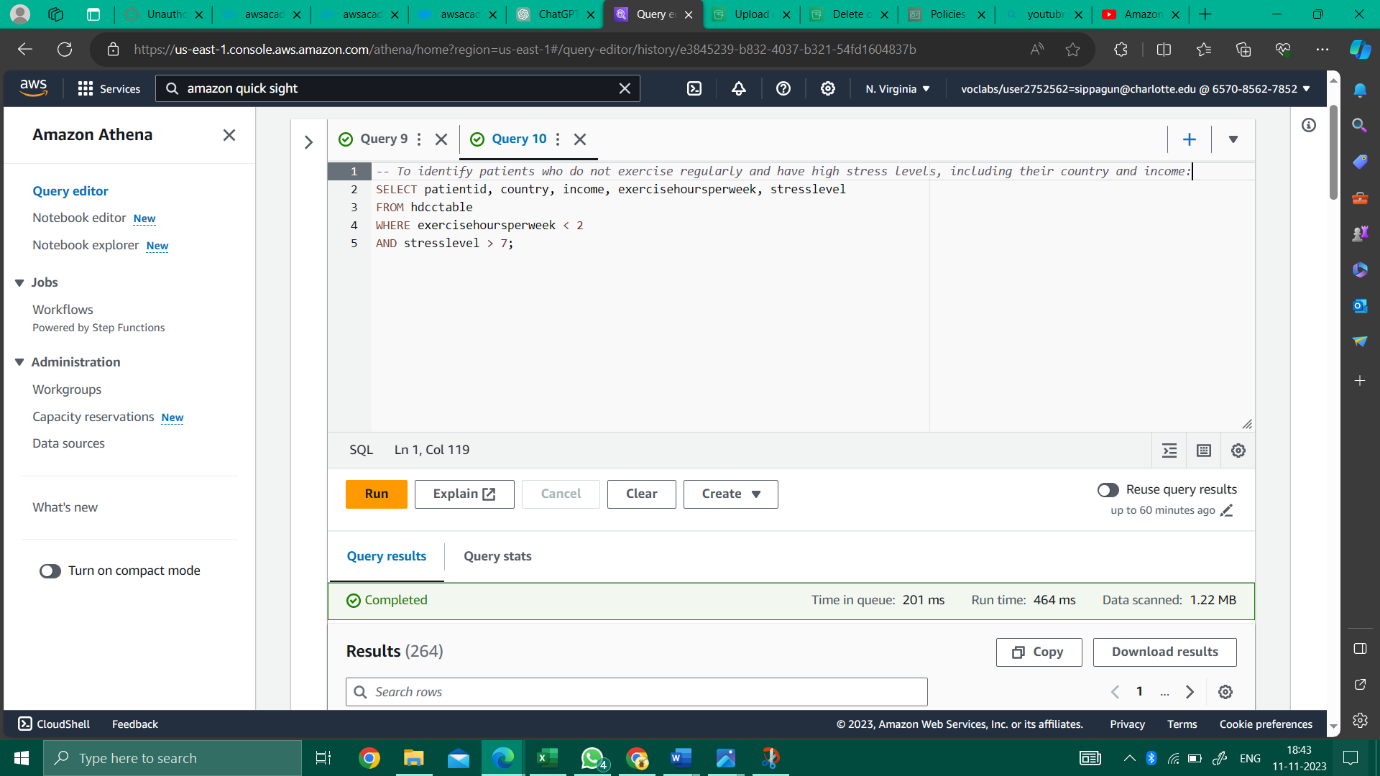 Unautho
awsacad
awsacad
awsacad
ChatGPT
Query e
Upload
Delete o
Policies
youtub
Amazon
https://us-east-1.console.aws.amazon.com/athena/home?region=us-east-1#/query-editor/history/e3845239-b832-4037-b321-54fd1604837b
aws
Services
amazon quick sight
N. Virginia
voclabs/user2752562=sippagun@charlotte.edu @ 6570-8562-7852
Amazon Athena
Query editor
Notebook editor New
Notebook explorer New
Jobs
Workflows
Powered by Step Functions
Administration
Workgroups
Capacity reservations New
Data sources
What's new
Turn on compact mode
Query 9
Query 10
1 -- To identify patients who do not exercise regularly and have high stress levels, including their country and income:
2 SELECT patientid, country, income, exercisehoursperweek, stresslevel
3 FROM hdcctable
4 WHERE exercisehoursperweek < 2
5 AND stresslevel > 7;
SQL Ln 1, Col 119
Run
Explain
Cancel
Clear
Create
Reuse query results
up to 60 minutes ago
Query results
Query stats
Completed
Time in queue: 201 ms Run time: 464 ms Data scanned: 1.22 MB
Results (264)
Copy
Download results
Search rows
1 ...
CloudShell
Feedback
© 2023, Amazon Web Services, Inc. or its affiliates.
Privacy
Terms
Cookie preferences
Type here to search
4
ENG
18:43
11-11-2023